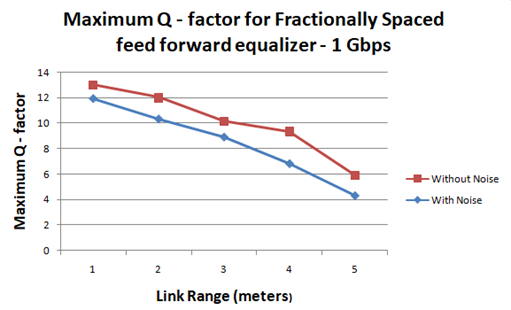 Maximum Q - factor for Fractionally Spaced
feed forward equalizer - 1 Gbps
Maximum Q - factor
14
12
10
8
6
4
2
0
1 2 3 4 5
Link Range (meters)
Without Noise
With Noise